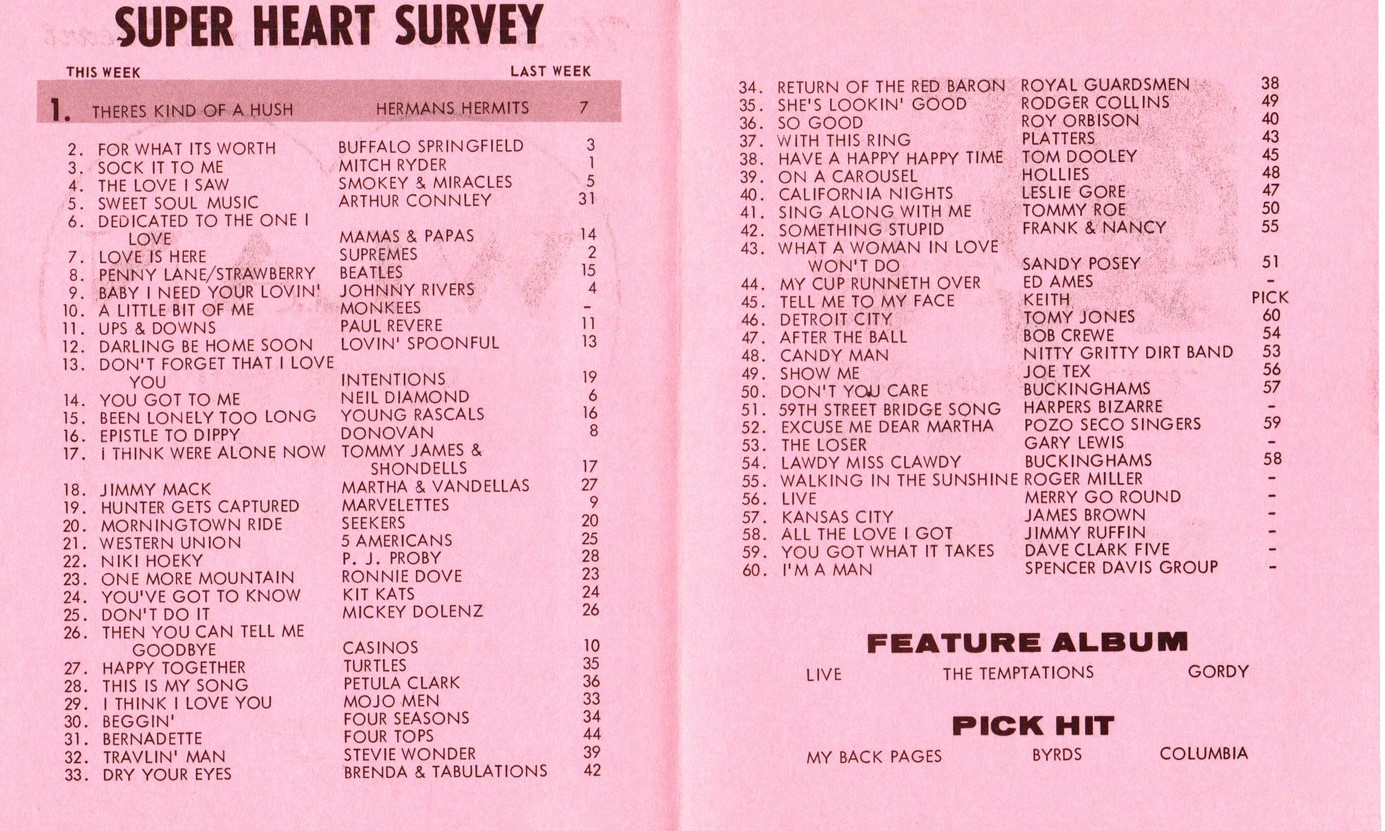 SUPER HEART SURVEY
THIS WEEK LAST WEEK
1. THERES KIND OF A HUSH HERMANS HERMITS 7
2. FOR WHAT ITS WORTH BUFFALO SPRINGFIELD 3
3. SOCK IT TO ME MITCH RYDER 1
4. THE LOVE I SAW SMOKEY & MIRACLES 5
5. SWEET SOUL MUSIC ARTHUR CONNLEY 31
6. DEDICATED TO THE ONE I
LOVE MAMAS & PAPAS 14
7. LOVE IS HERE SUPREMES 2
8. PENNY LANE/STRAWBERRY BEATLES 15
9. BABY I NEED YOUR LOVIN' JOHNNY RIVERS 4
10. A LITTLE BIT OF ME MONKEES –
11. UPS & DOWNS PAUL REVERE 11
12. DARLING BE HOME SOON LOVIN' SPOONFUL 13
13. DON'T FORGET THAT I LOVE
YOU INTENTIONS 19
14. YOU GOT TO ME NEIL DIAMOND 6
15. BEEN LONELY TOO LONG YOUNG RASCALS 16
16. EPISTLE TO DIPPY DONOVAN 8
17. I THINK WERE ALONE NOW TOMMY JAMES &
SHONDELLS 17
18. JIMMY MACK MARTHA & VANDELLAS 27
19. HUNTER GETS CAPTURED MARVELETTES 9
20. MORNINGTOWN RIDE SEEKERS 20
21. WESTERN UNION 5 AMERICANS 25
22. NIKI HOEKY P. J. PROBY 28
23. ONE MORE MOUNTAIN RONNIE DOVE 23
24. YOU'VE GOT TO KNOW KIT KATS 24
25. DON'T DO IT MICKEY DOLENZ 26
26. THEN YOU CAN TELL ME
GOODBYE CASINOS 10
27. HAPPY TOGETHER TURTLES 35
28. THIS IS MY SONG PETULA CLARK 36
29. I THINK I LOVE YOU MOJO MEN 33
30. BEGGIN' FOUR SEASONS 34
31. BERNADETTE FOUR TOPS 44
32. TRAVLIN' MAN STEVIE WONDER 39
33. DRY YOUR EYES BRENDA & TABULATIONS 42
34. RETURN OF THE RED BARON ROYAL GUARDSMEN 38
35. SHE'S LOOKIN' GOOD RODGER COLLINS 49
36. SO GOOD ROY ORBISON 40
37. WITH THIS RING PLATTERS 43
38. HAVE A HAPPY HAPPY TIME TOM DOOLEY 45
39. ON A CAROUSEL HOLLIES 48
40. CALIFORNIA NIGHTS LESLIE GORE 47
41. SING ALONG WITH ME TOMMY ROE 50
42. SOMETHING STUPID FRANK & NANCY 55
43. WHAT A WOMAN IN LOVE
WON'T DO SANDY POSEY 51
44. MY CUP RUNNETH OVER ED AMES –
45. TELL ME TO MY FACE KEITH PICK
46. DETROIT CITY TOMY JONES 60
47. AFTER THE BALL BOB CREWE 54
48. CANDY MAN NITTY GRITTY DIRT BAND 53
49. SHOW ME JOE TEX 56
50. DON'T YOU CARE BUCKINGHAMS 57
51. 59TH STREET BRIDGE SONG HARPERS BIZARRE –
52. EXCUSE ME DEAR MARTHA POZO SECO SINGERS 59
53. THE LOSER GARY LEWIS –
54. LAWDY MISS CLAWDY BUCKINGHAMS 58
55. WALKING IN THE SUNSHINE ROGER MILLER –
56. LIVE MERRY GO ROUND –
57. KANSAS CITY JAMES BROWN –
58. ALL THE LOVE I GOT JIMMY RUFFIN –
59. YOU GOT WHAT IT TAKES DAVE CLARK FIVE –
60. I'M A MAN SPENCER DAVIS GROUP –
FEATURE ALBUM
LIVE THE TEMPTATIONS GORDY
PICK HIT
MY BACK PAGES BYRDS COLUMBIA